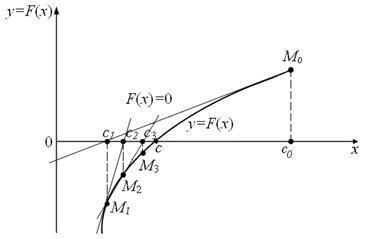 y=F(x)
M₀
F(x)=0
c₁ c₂ c₃
y=F(x)
0
c
c₀
x
M₃
M₂
M₁